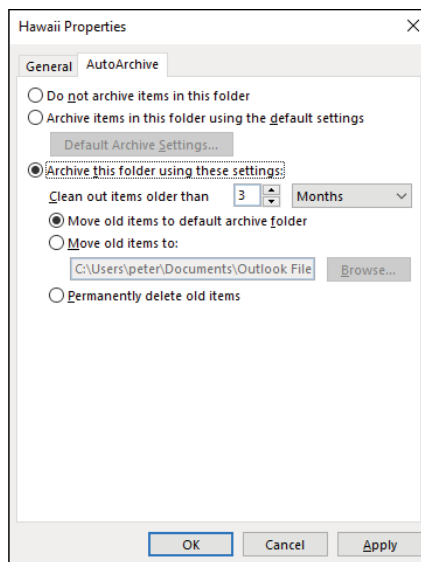 Hawaii Properties
General AutoArchive
Do not archive items in this folder
Archive items in this folder using the default settings
Default Archive Settings...
Archive this folder using these settings:
Clean out items older than 3 Months
Move old items to default archive folder
Move old items to:
C:\Users\peter\Documents\Outlook File Browse...
Permanently delete old items
OK Cancel Apply